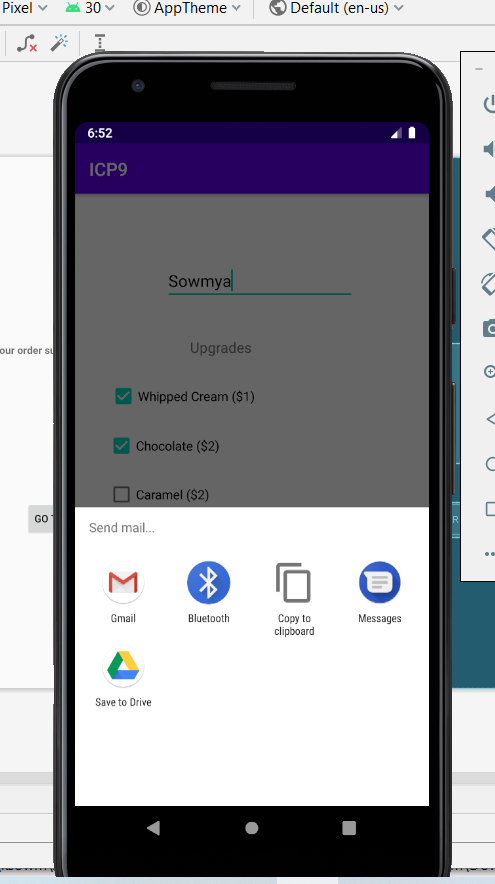 Pixel 30 AppTheme Default (en-us)
6:52
ICP9
Sowmya
our order su
Upgrades
Whipped Cream ($1)
Chocolate ($2)
Caramel ($2)
GO T
Send mail...
Gmail
Bluetooth
Copy to
clipboard
Messages
Save to Drive